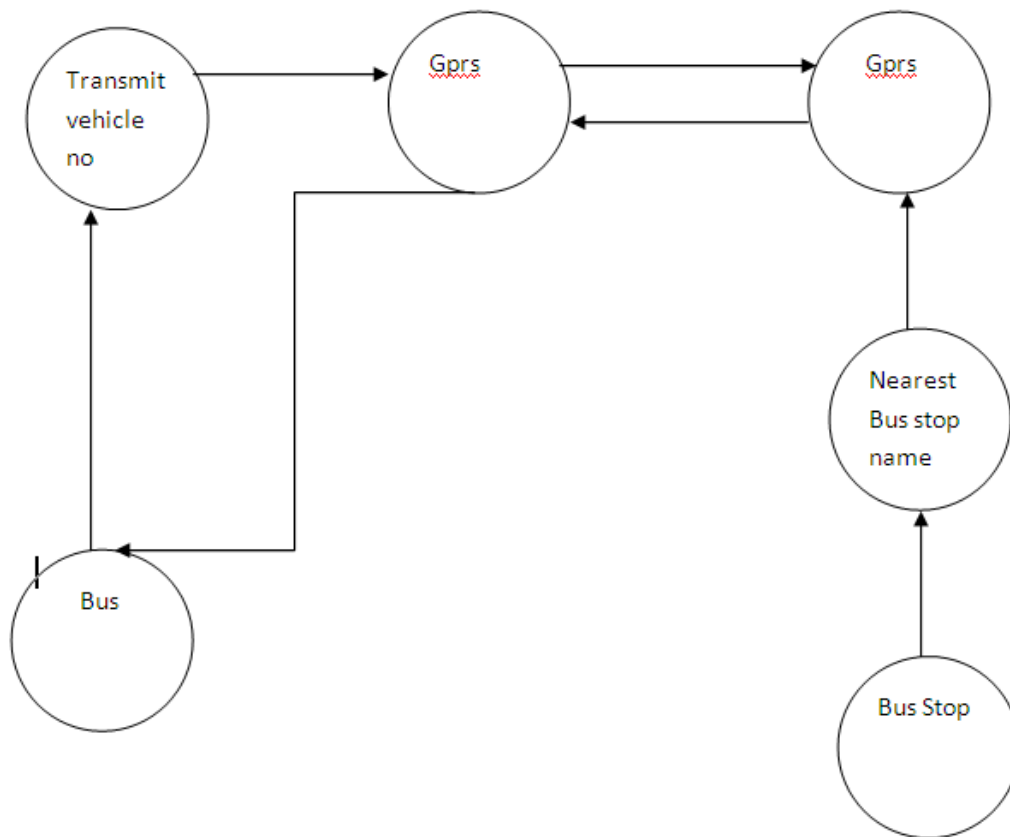 Transmit
vehicle
no
Gprs
Gprs
Nearest
Bus stop
name
Bus
Bus Stop